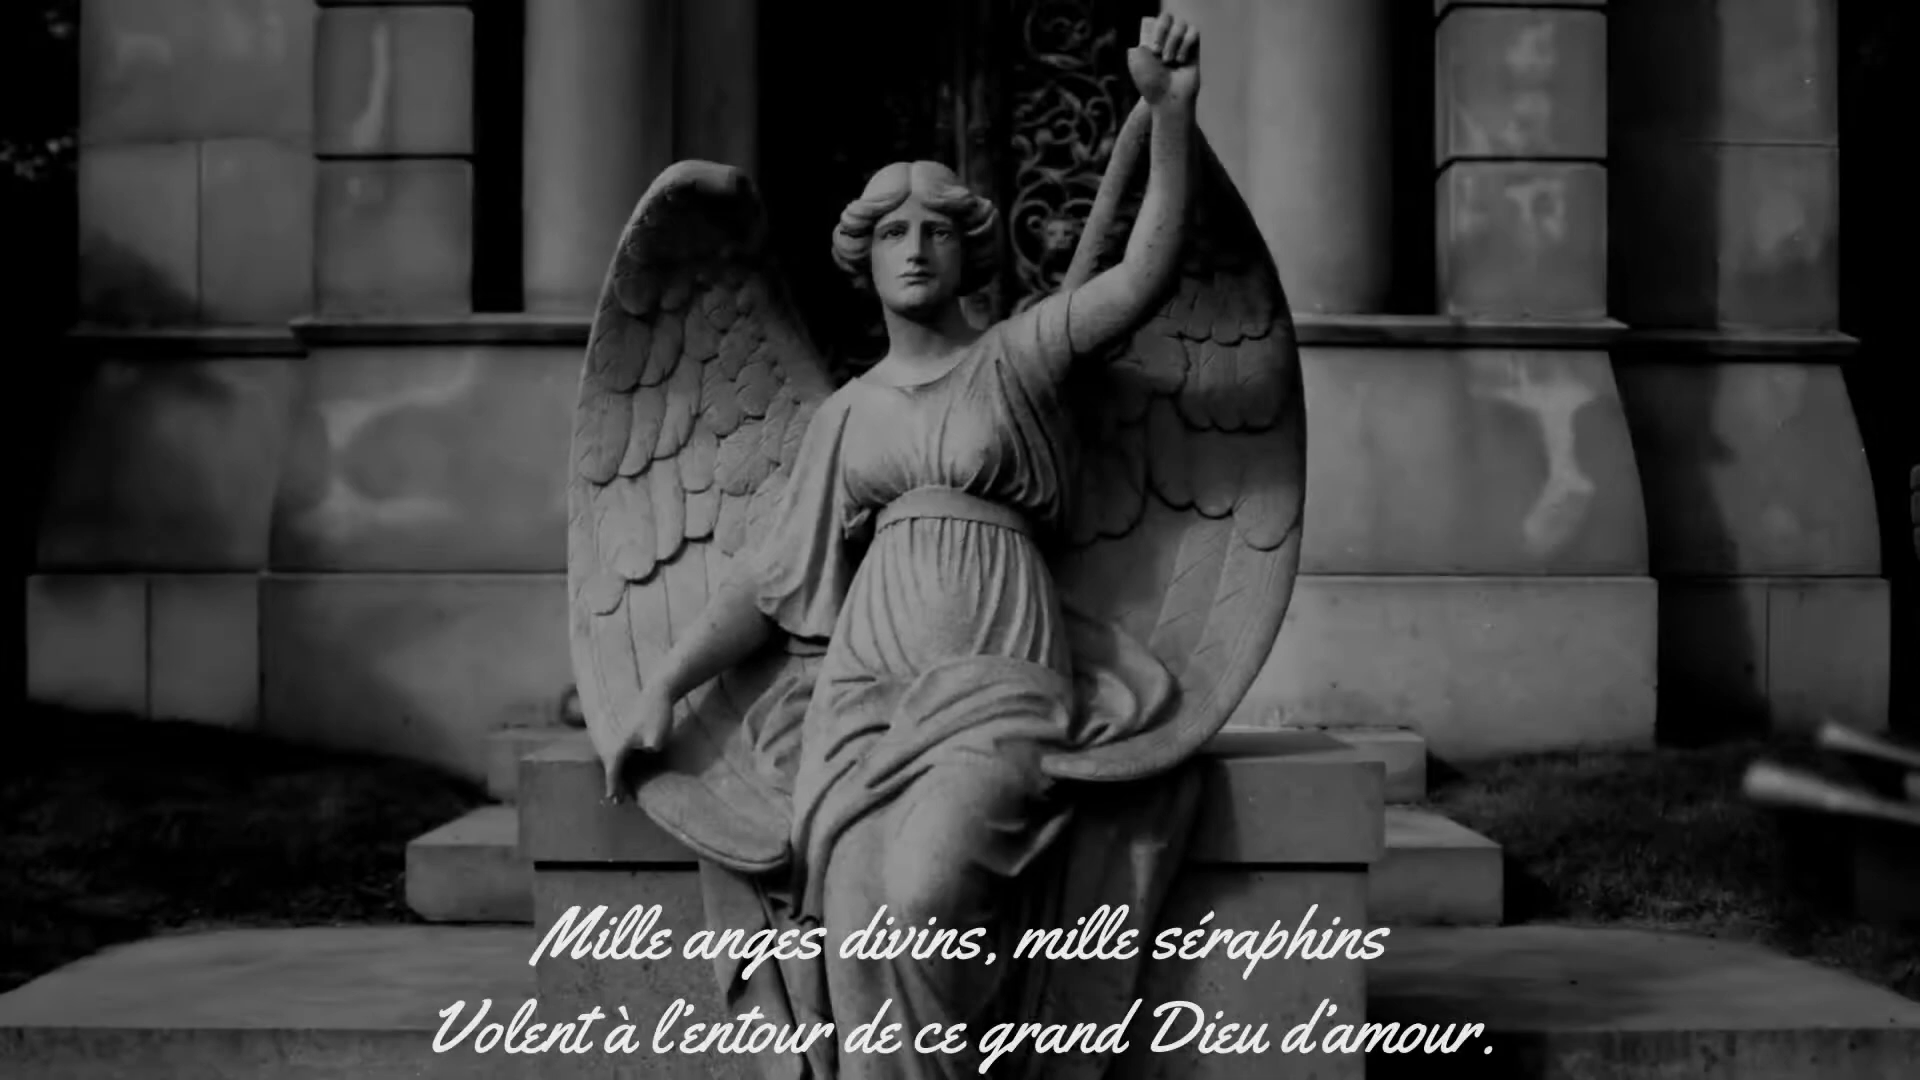 Mille anges divins, mille séraphins
Volent à l'entour de ce grand Dieu d'amour.